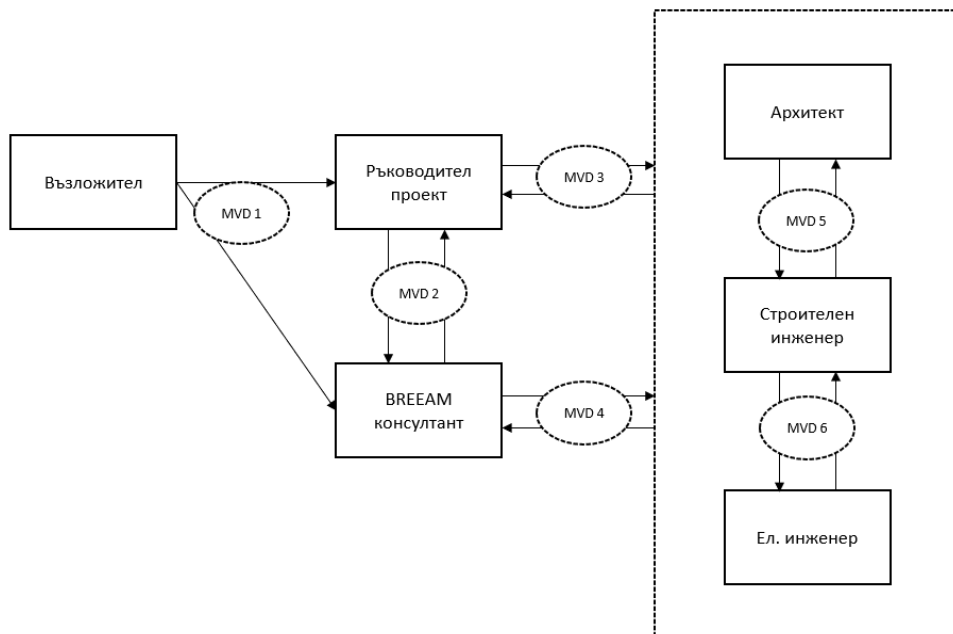 Архитект
Възложител
Ръководител
проект
MVD 3
MVD 1
MVD 5
MVD 2
Строителен
инженер
BREEAM
консултант
MVD 4
MVD 6
Ел. инженер